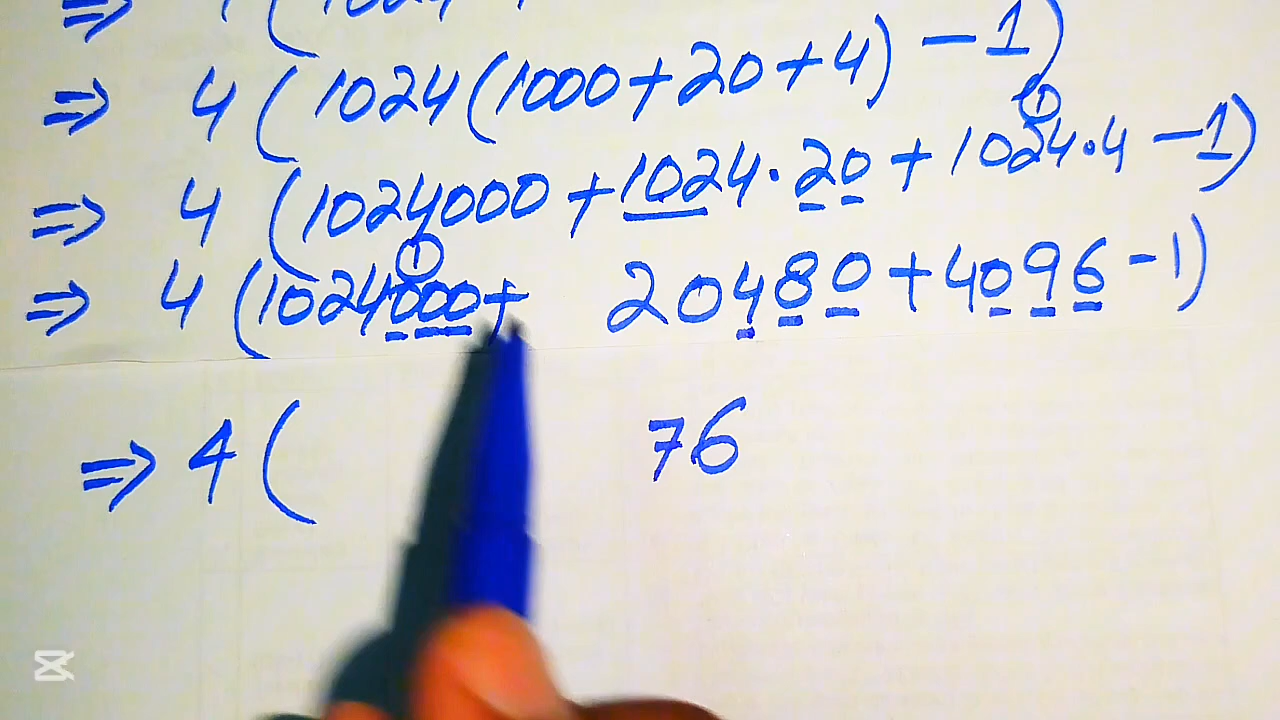 ⇒ 4(1024(1000+20+4) -1)
⇒ 4 (1024000 +1024·20 +1024·4 -1)
⇒ 4 (1024000+ 20480 +4096 -1)
⇒ 4 ( 76